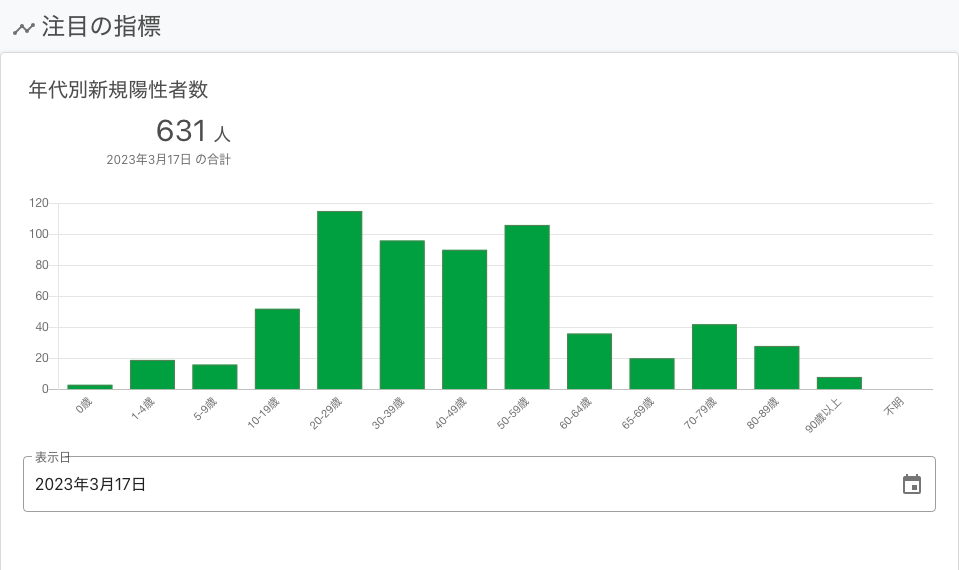 注目の指標
年代別新規陽性者数
631 人
2023年3月17日 の合計
120
100
80
60
40
20
0
0歳
1-4歳
5-9歳
10-19歳
20-29歳
30-39歳
40-49歳
50-59歳
60-64歳
65-69歳
70-79歳
80-89歳
90歳以上
不明
表示日
2023年3月17日